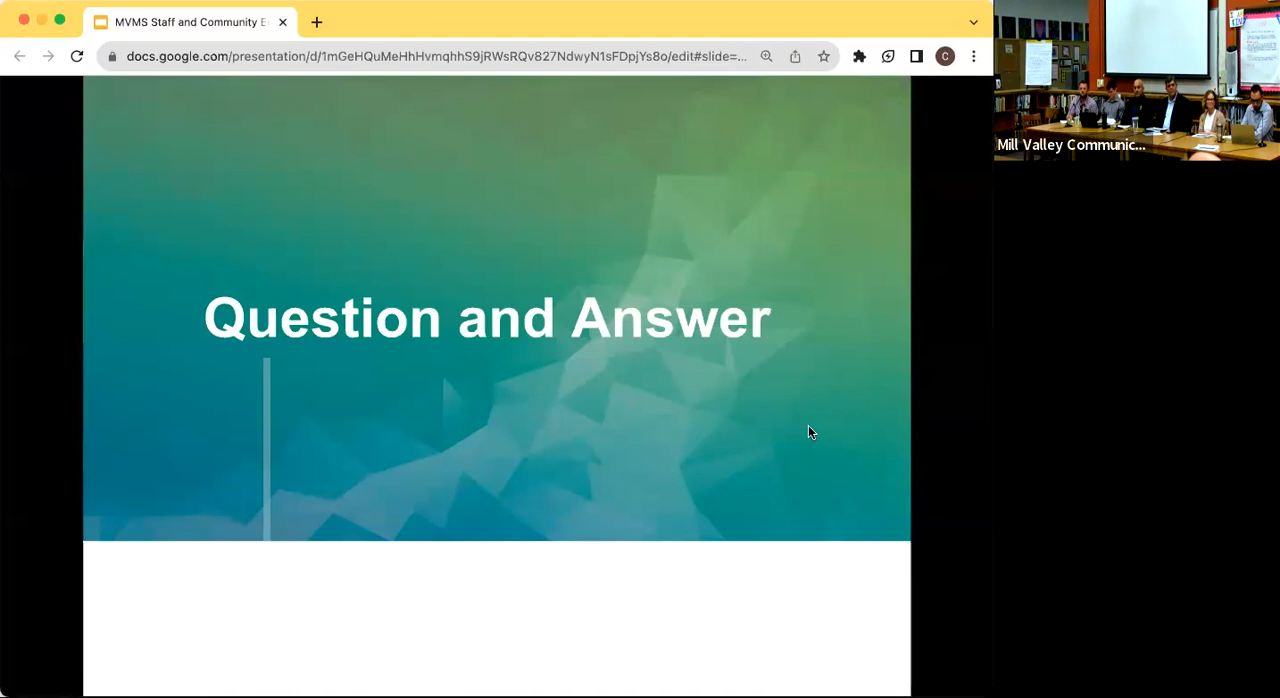 MVMS Staff and Community E
docs.google.com/presentation/d/1mGeHQuMeHhHvmqhhS9jRWsRQv827NdwyN1sFDpjYs8o/edit#slide=...
C
Question and Answer
Mill Valley Communic...